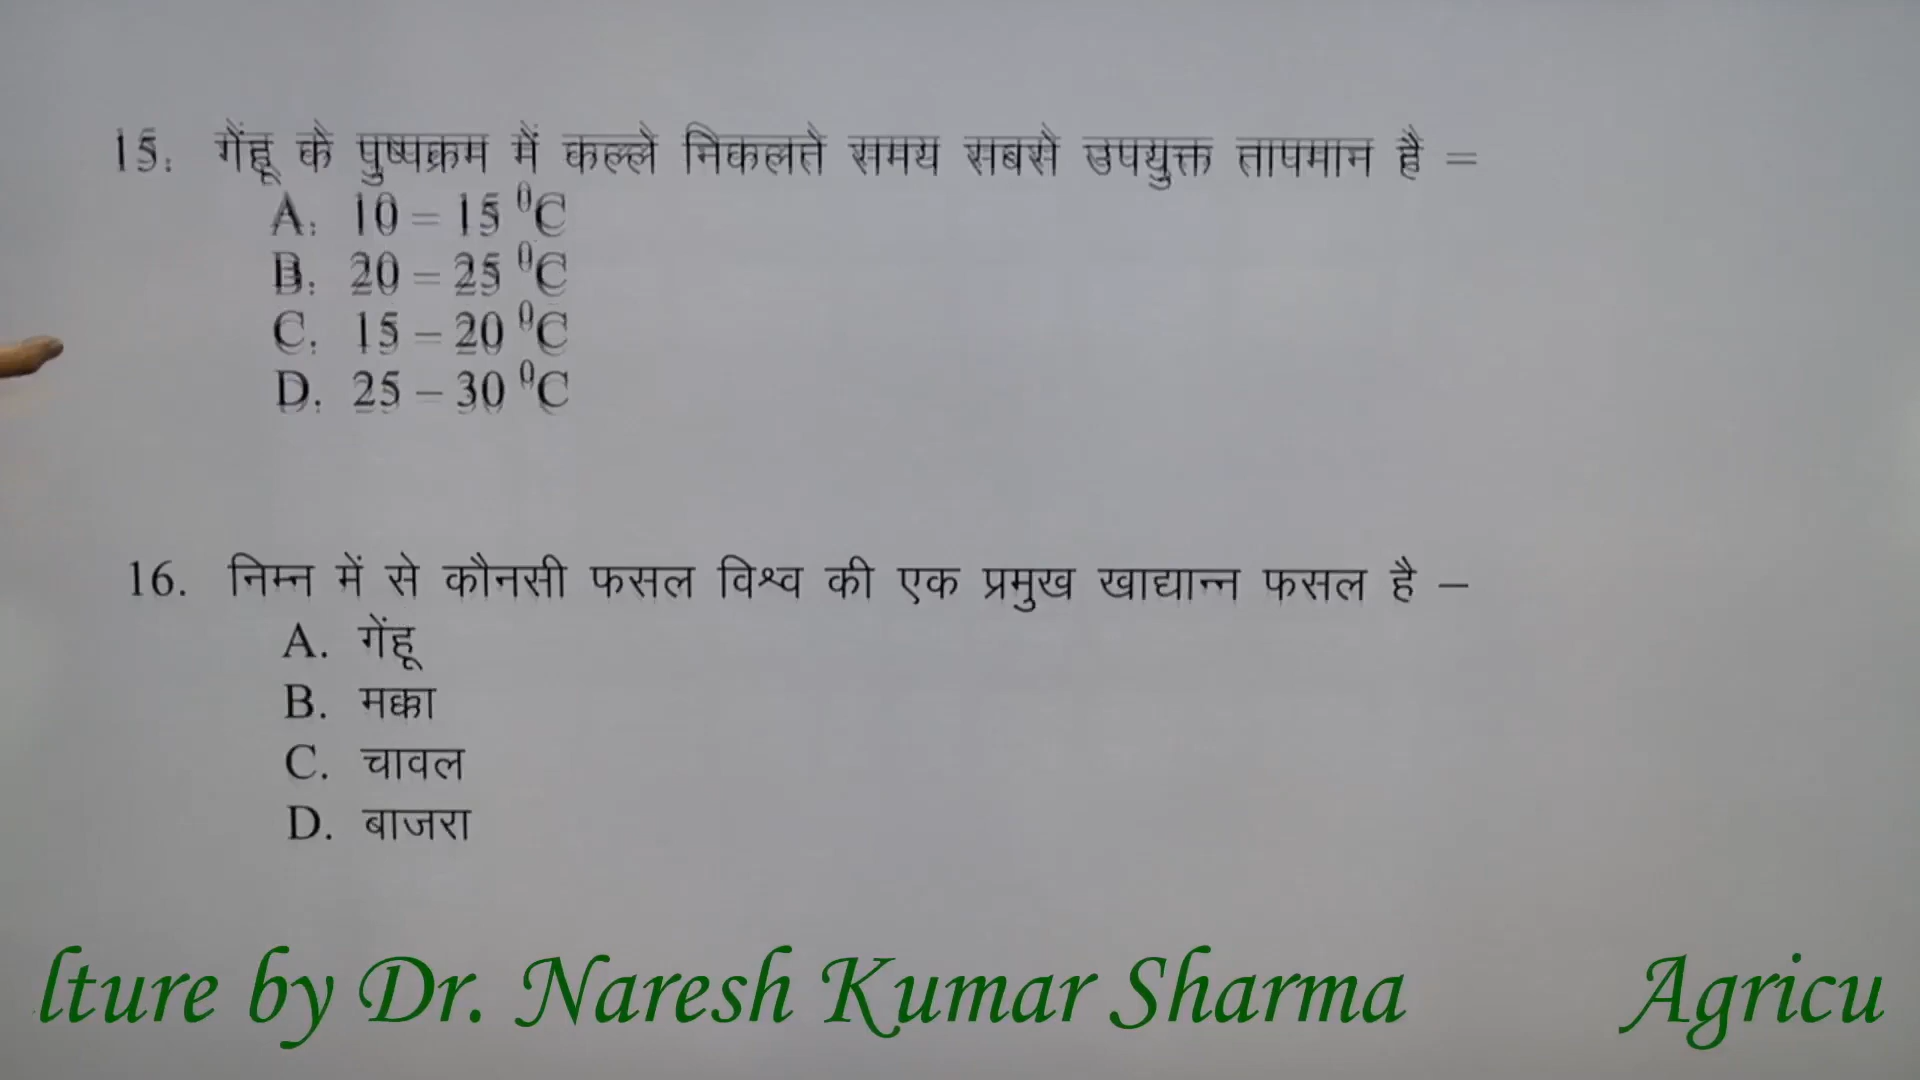 15. गेंहू के पुष्पक्रम में कल्ले निकलते समय सबसे उपयुक्त तापमान है –
A. 10 – 15 ⁰C
B. 20 – 25 ⁰C
C. 15 – 20 ⁰C
D. 25 – 30 ⁰C
16. निम्न में से कौनसी फसल विश्व की एक प्रमुख खाद्यान्न फसल है –
A. गेंहू
B. मक्का
C. चावल
D. बाजरा
lture by Dr. Naresh Kumar Sharma Agricu